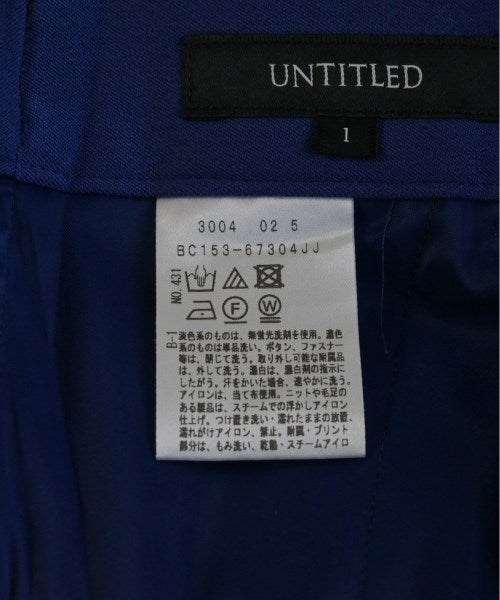 UNTITLED
1
3004 02 5
BC153-67304JJ
NO.431
B-1
淡色系のものは、無蛍光洗剤を使用。濃色
系のものは単品洗い。ボタン、ファスナー
等は、閉じて洗う。取り外し可能な附属品
は、外して洗う。漂白は、漂白剤の指示に
したがう。汗をかいた場合、速やかに洗う。
アイロンは、当て布使用。ニットや毛足の
ある製品は、スチームでの浮かしアイロン
仕上げ。つけ置き洗い・濡れたままの放置、
濡れがけアイロン、禁止。附属・プリント
部分は、もみ洗い、乾熱・スチームアイロ